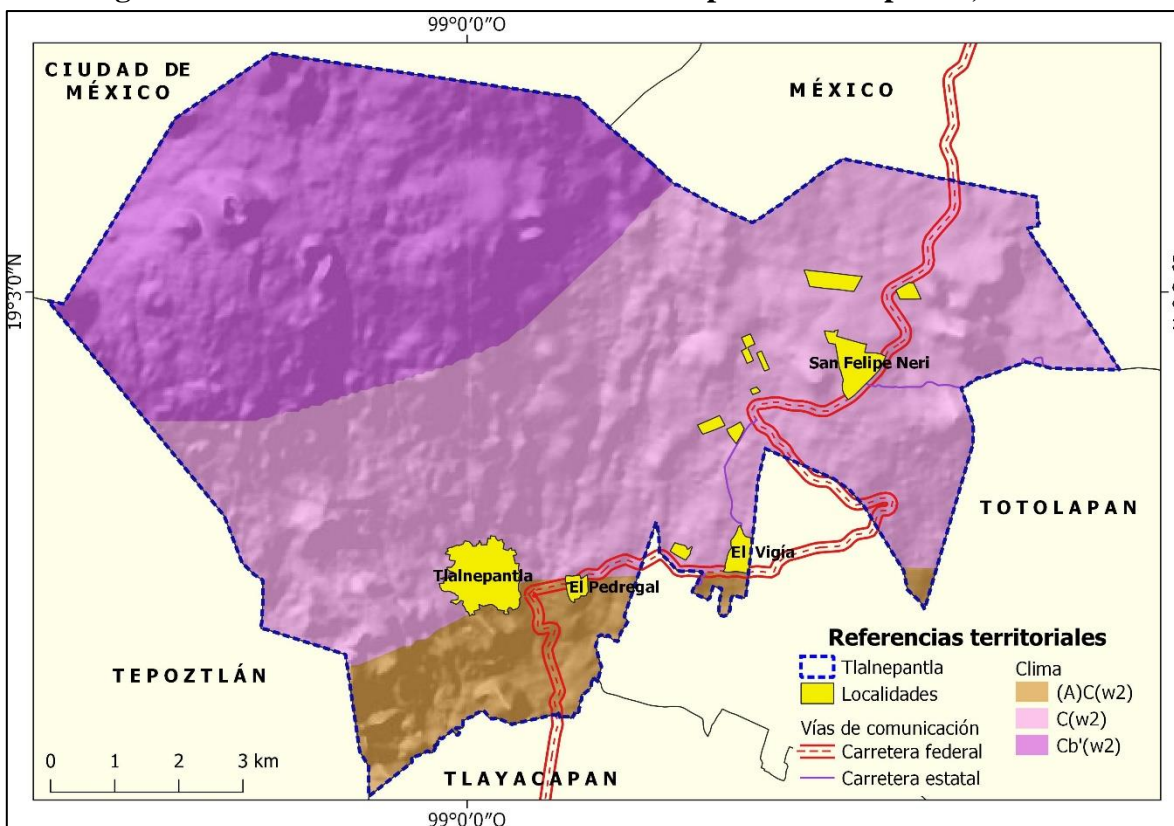 99°0'0"O
CIUDAD DE
MÉXICO
MÉXICO
19°3'0"N
San Felipe Neri
TOTOLAPAN
El Vigía
Tlalnepantla
El Pedregal
TEPOZTLÁN
TLAYACAPAN
Referencias territoriales
Tlalnepantla
Localidades
Vías de comunicación
Carretera federal
Carretera estatal
Clima
(A)C(w2)
C(w2)
Cb'(w2)
0 1 2 3 km
99°0'0"O